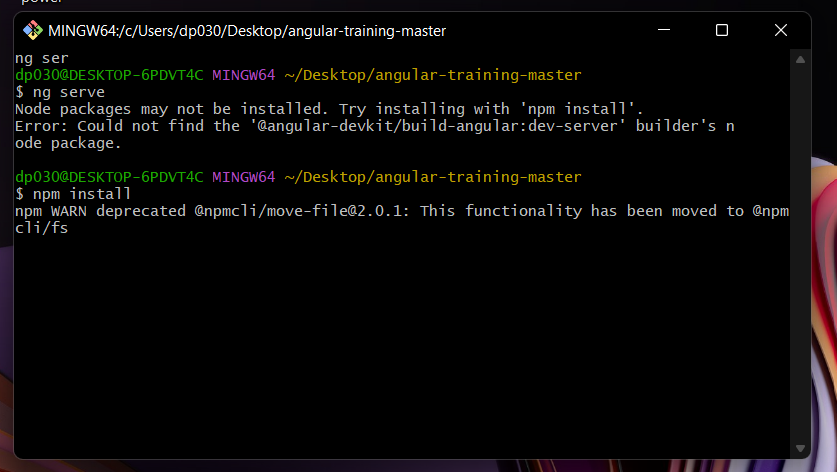 power
MINGW64:/c/Users/dp030/Desktop/angular-training-master
ng ser
dp030@DESKTOP-6PDVT4C MINGW64 ~/Desktop/angular-training-master
$ ng serve
Node packages may not be installed. Try installing with 'npm install'.
Error: Could not find the '@angular-devkit/build-angular:dev-server' builder's n
ode package.
dp030@DESKTOP-6PDVT4C MINGW64 ~/Desktop/angular-training-master
$ npm install
npm WARN deprecated @npmcli/move-file@2.0.1: This functionality has been moved to @npm
cli/fs